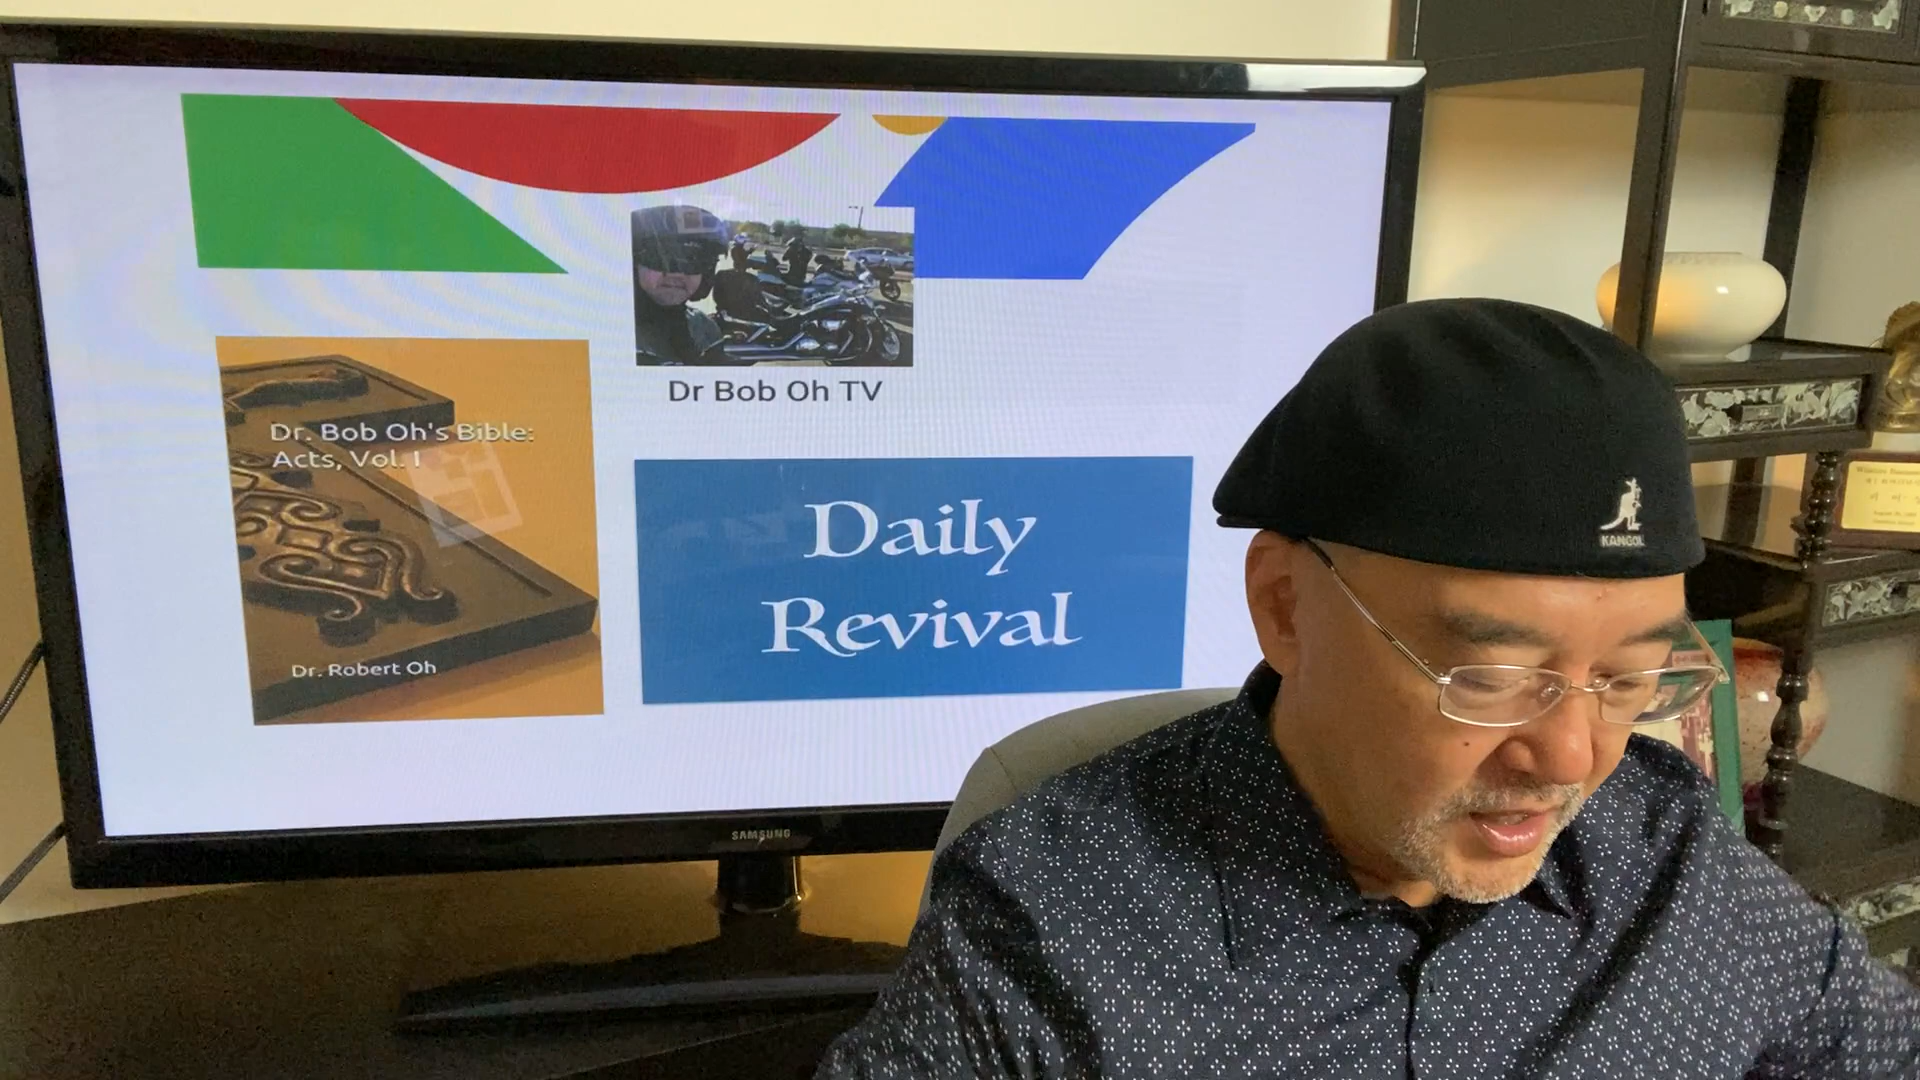 Dr Bob Oh TV
Dr. Bob Oh's Bible:
Acts, Vol. I
Dr. Robert Oh
Daily
Revival
SAMSUNG
KANGOL